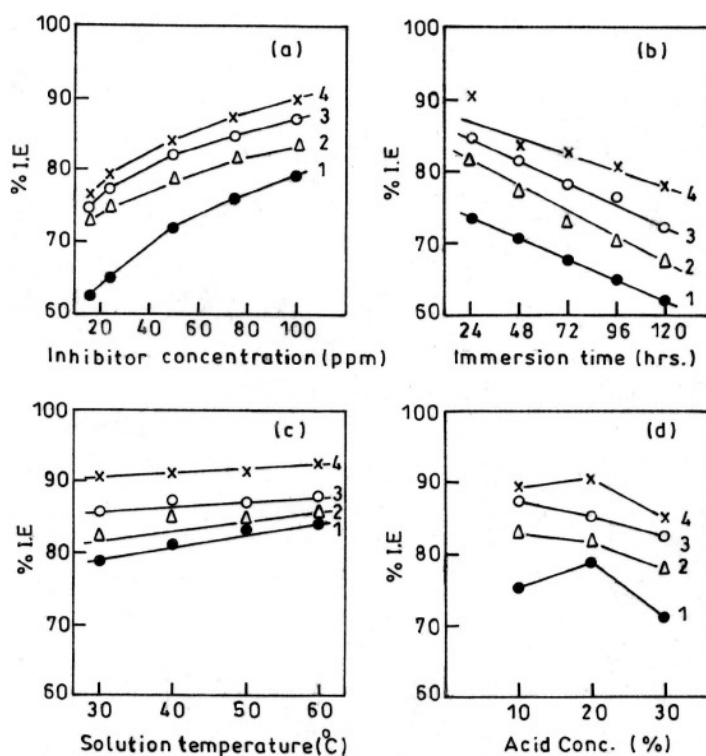 100
90
80
70
60
% I.E
(a)
4
3
2
1
20 40 60 80 100
Inhibitor concentration(ppm)
100
90
80
70
60
% I.E
(b)
4
3
2
1
24 48 72 96 120
Immersion time (hrs.)
100
90
80
70
60
% I.E
(c)
4
3
2
1
30 40 50 60
Solution temperature(°C)
100
90
80
70
60
% I.E
(d)
4
3
2
1
10 20 30
Acid Conc. (%)